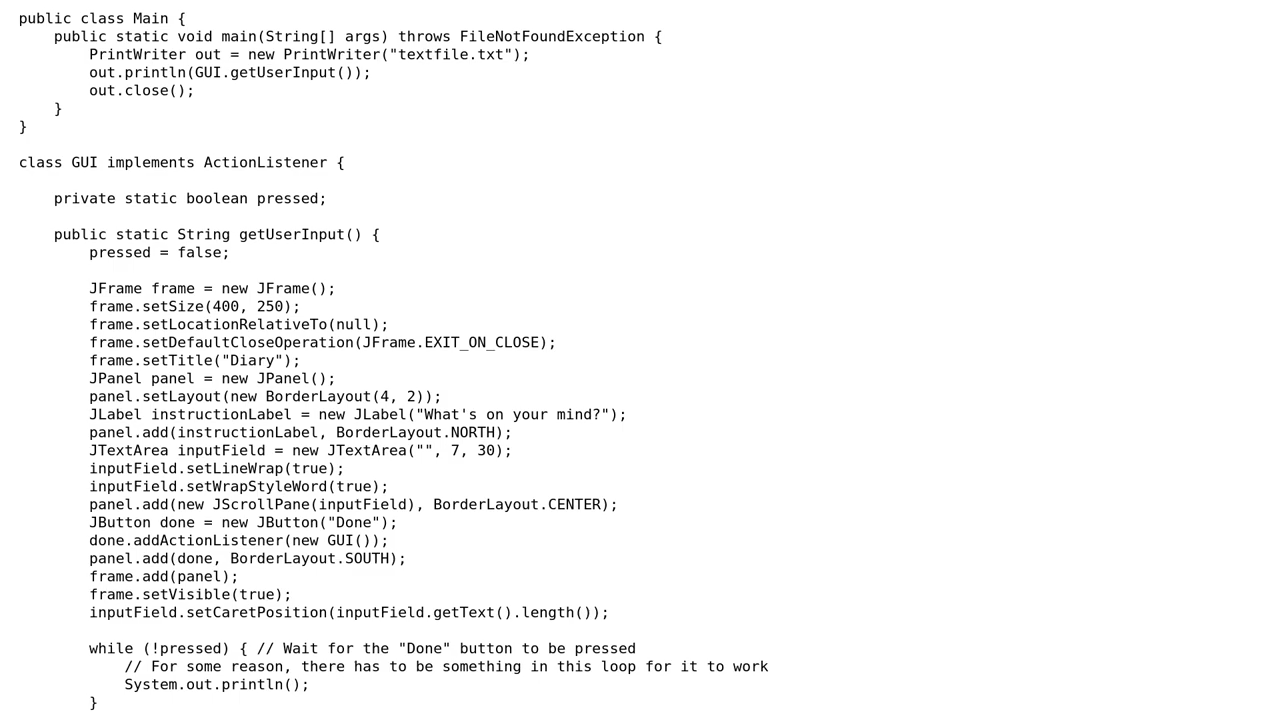 public class Main {
    public static void main(String[] args) throws FileNotFoundException {
        PrintWriter out = new PrintWriter("textfile.txt");
        out.println(GUI.getUserInput());
        out.close();
    }
}

class GUI implements ActionListener {

    private static boolean pressed;

    public static String getUserInput() {
        pressed = false;

        JFrame frame = new JFrame();
        frame.setSize(400, 250);
        frame.setLocationRelativeTo(null);
        frame.setDefaultCloseOperation(JFrame.EXIT_ON_CLOSE);
        frame.setTitle("Diary");
        JPanel panel = new JPanel();
        panel.setLayout(new BorderLayout(4, 2));
        JLabel instructionLabel = new JLabel("What's on your mind?");
        panel.add(instructionLabel, BorderLayout.NORTH);
        JTextArea inputField = new JTextArea("", 7, 30);
        inputField.setLineWrap(true);
        inputField.setWrapStyleWord(true);
        panel.add(new JScrollPane(inputField), BorderLayout.CENTER);
        JButton done = new JButton("Done");
        done.addActionListener(new GUI());
        panel.add(done, BorderLayout.SOUTH);
        frame.add(panel);
        frame.setVisible(true);
        inputField.setCaretPosition(inputField.getText().length());

        while (!pressed) { // Wait for the "Done" button to be pressed
            // For some reason, there has to be something in this loop for it to work
            System.out.println();
        }